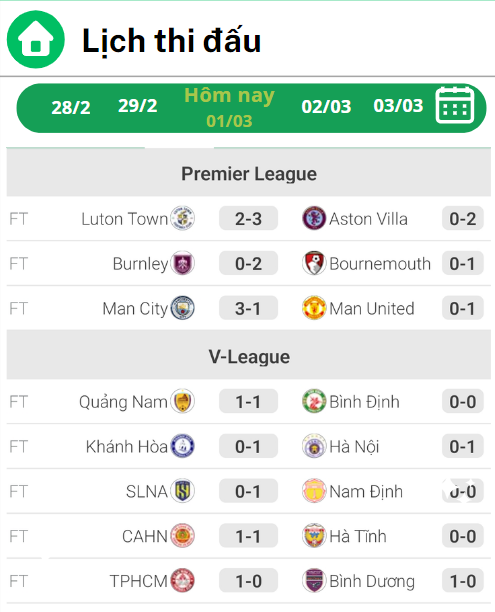 Lịch thi đấu
28/2 29/2 Hôm nay 01/03 02/03 03/03
Premier League
FT Luton Town 2-3 Aston Villa 0-2
FT Burnley 0-2 Bournemouth 0-1
FT Man City 3-1 Man United 0-1
V-League
FT Quảng Nam 1-1 Bình Định 0-0
FT Khánh Hòa 0-1 Hà Nội 0-1
FT SLNA 0-1 Nam Định 0-0
FT CAHN 1-1 Hà Tĩnh 0-0
FT TPHCM 1-0 Bình Dương 1-0